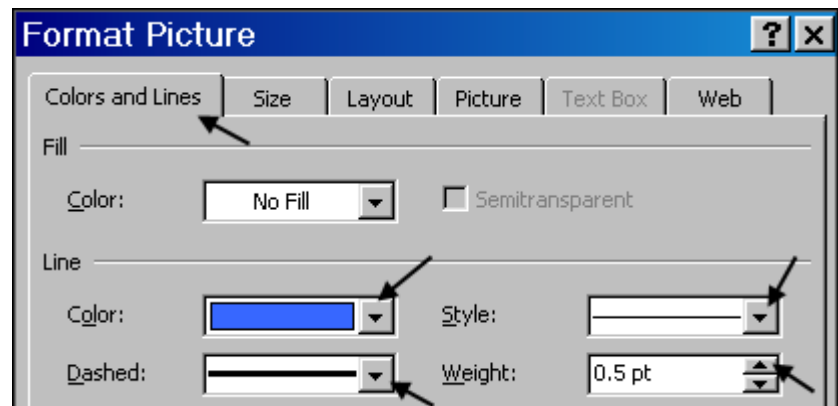 Format Picture ? ×
Colors and Lines Size Layout Picture Text Box Web
Fill
Color: No Fill Semitransparent
Line
Color: Style:
Dashed: Weight: 0.5 pt